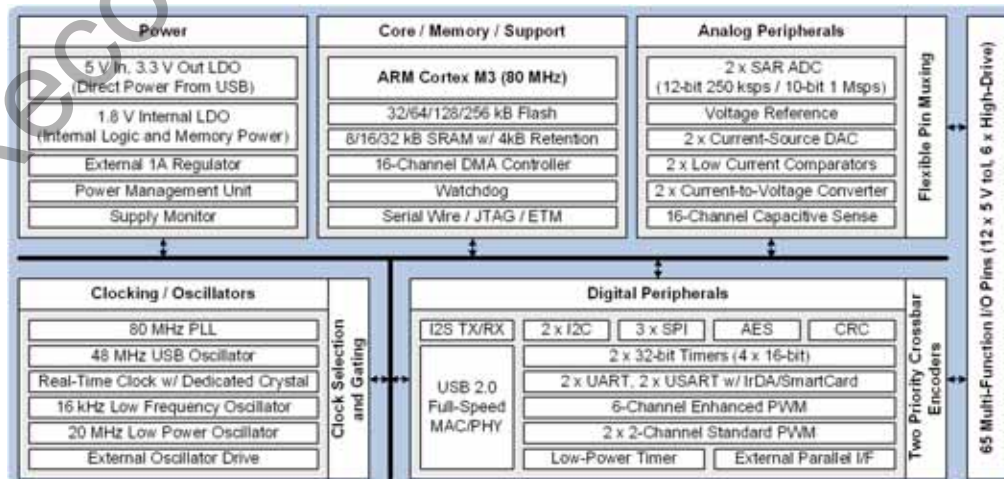 Power
5 V In, 3.3 V Out LDO
(Direct Power From USB)
1.8 V Internal LDO
(Internal Logic and Memory Power)
External 1A Regulator
Power Management Unit
Supply Monitor
Core / Memory / Support
ARM Cortex M3 (80 MHz)
32/64/128/256 kB Flash
8/16/32 kB SRAM w/ 4kB Retention
16-Channel DMA Controller
Watchdog
Serial Wire / JTAG / ETM
Analog Peripherals
2 x SAR ADC
(12-bit 250 ksps / 10-bit 1 Msps)
Voltage Reference
2 x Current-Source DAC
2 x Low Current Comparators
2 x Current-to-Voltage Converter
16-Channel Capacitive Sense
Flexible Pin Muxing
65 Multi-Function I/O Pins (12 x 5 V tol, 6 x High-Drive)
Clocking / Oscillators
80 MHz PLL
48 MHz USB Oscillator
Real-Time Clock w/ Dedicated Crystal
16 kHz Low Frequency Oscillator
20 MHz Low Power Oscillator
External Oscillator Drive
Clock Selection
and Gating
Digital Peripherals
I2S TX/RX
2 x I2C
3 x SPI
AES
CRC
USB 2.0
Full-Speed
MAC/PHY
2 x 32-bit Timers (4 x 16-bit)
2 x UART, 2 x USART w/ IrDA/SmartCard
6-Channel Enhanced PWM
2 x 2-Channel Standard PWM
Low-Power Timer
External Parallel I/F
Two Priority Crossbar
Encoders